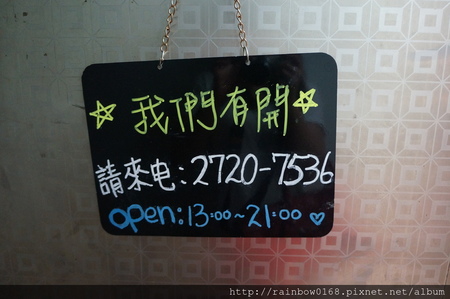 ☆我們有開☆
請來电:2720-7536
open:13:00~21:00♡
http://rainbow0168.pixnet.net/album